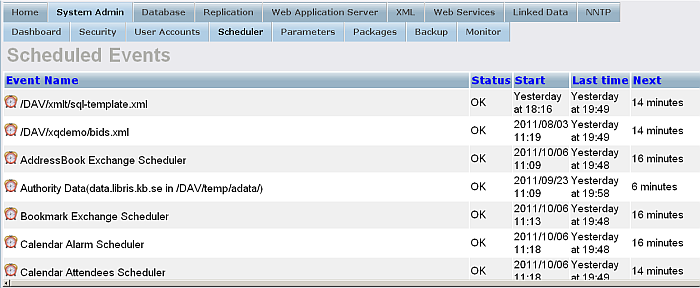 Home System Admin Database Replication Web Application Server XML Web Services Linked Data NNTP
Dashboard Security User Accounts Scheduler Parameters Packages Backup Monitor
Scheduled Events
Event Name Status Start Last time Next
/DAV/xmlt/sql-template.xml OK Yesterday at 18:16 Yesterday at 19:49 14 minutes
/DAV/xqdemo/bids.xml OK 2011/08/03 11:19 Yesterday at 19:49 14 minutes
AddressBook Exchange Scheduler OK 2011/10/06 11:09 Yesterday at 19:48 16 minutes
Authority Data(data.libris.kb.se in /DAV/temp/adata/) OK 2011/09/23 11:09 Yesterday at 19:58 6 minutes
Bookmark Exchange Scheduler OK 2011/10/06 11:13 Yesterday at 19:48 16 minutes
Calendar Alarm Scheduler OK 2011/10/06 11:18 Yesterday at 19:48 16 minutes
Calendar Attendees Scheduler OK 2011/10/06 11:18 Yesterday at 19:49 14 minutes